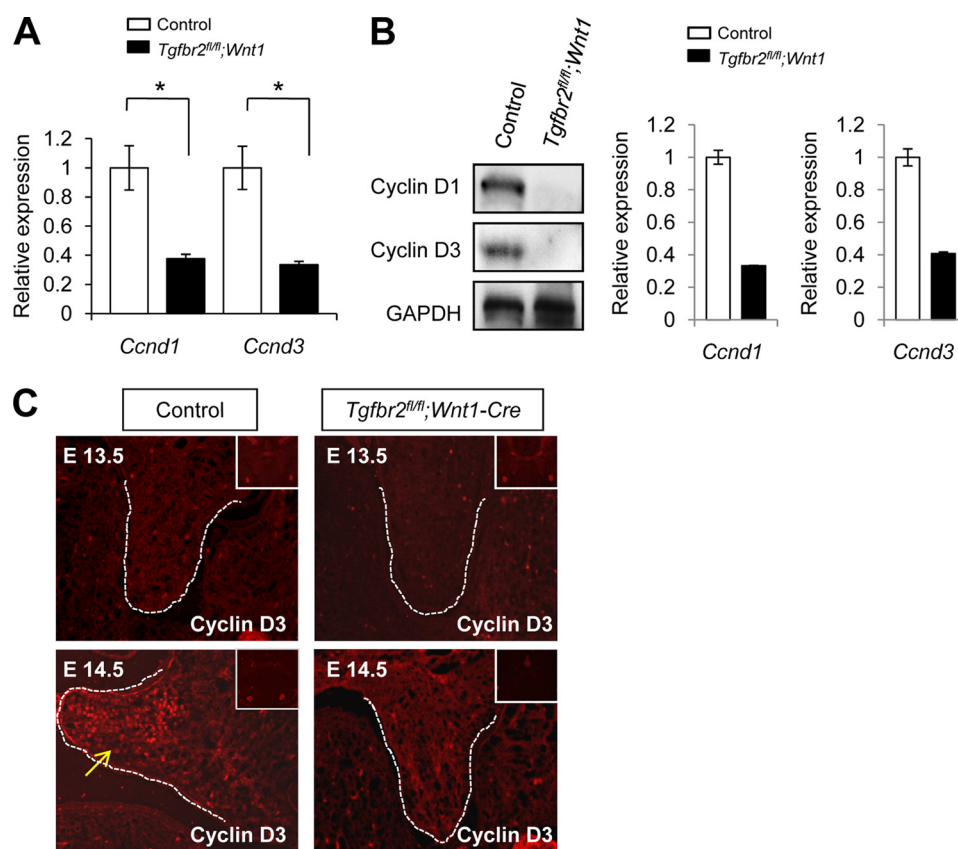 A
Control
Tgfbr2fl/fl;Wnt1
*
*
Relative expression
1.2
1
0.8
0.6
0.4
0.2
0
Ccnd1
Ccnd3
B
Control
Tgfbr2fl/fl;Wnt1
Cyclin D1
Cyclin D3
GAPDH
Control
Tgfbr2fl/fl;Wnt1
Relative expression
1.2
1
0.8
0.6
0.4
0.2
0
Ccnd1
Relative expression
1.2
1
0.8
0.6
0.4
0.2
0
Ccnd3
C
Control
Tgfbr2fl/fl;Wnt1-Cre
E 13.5
Cyclin D3
E 13.5
Cyclin D3
E 14.5
Cyclin D3
E 14.5
Cyclin D3